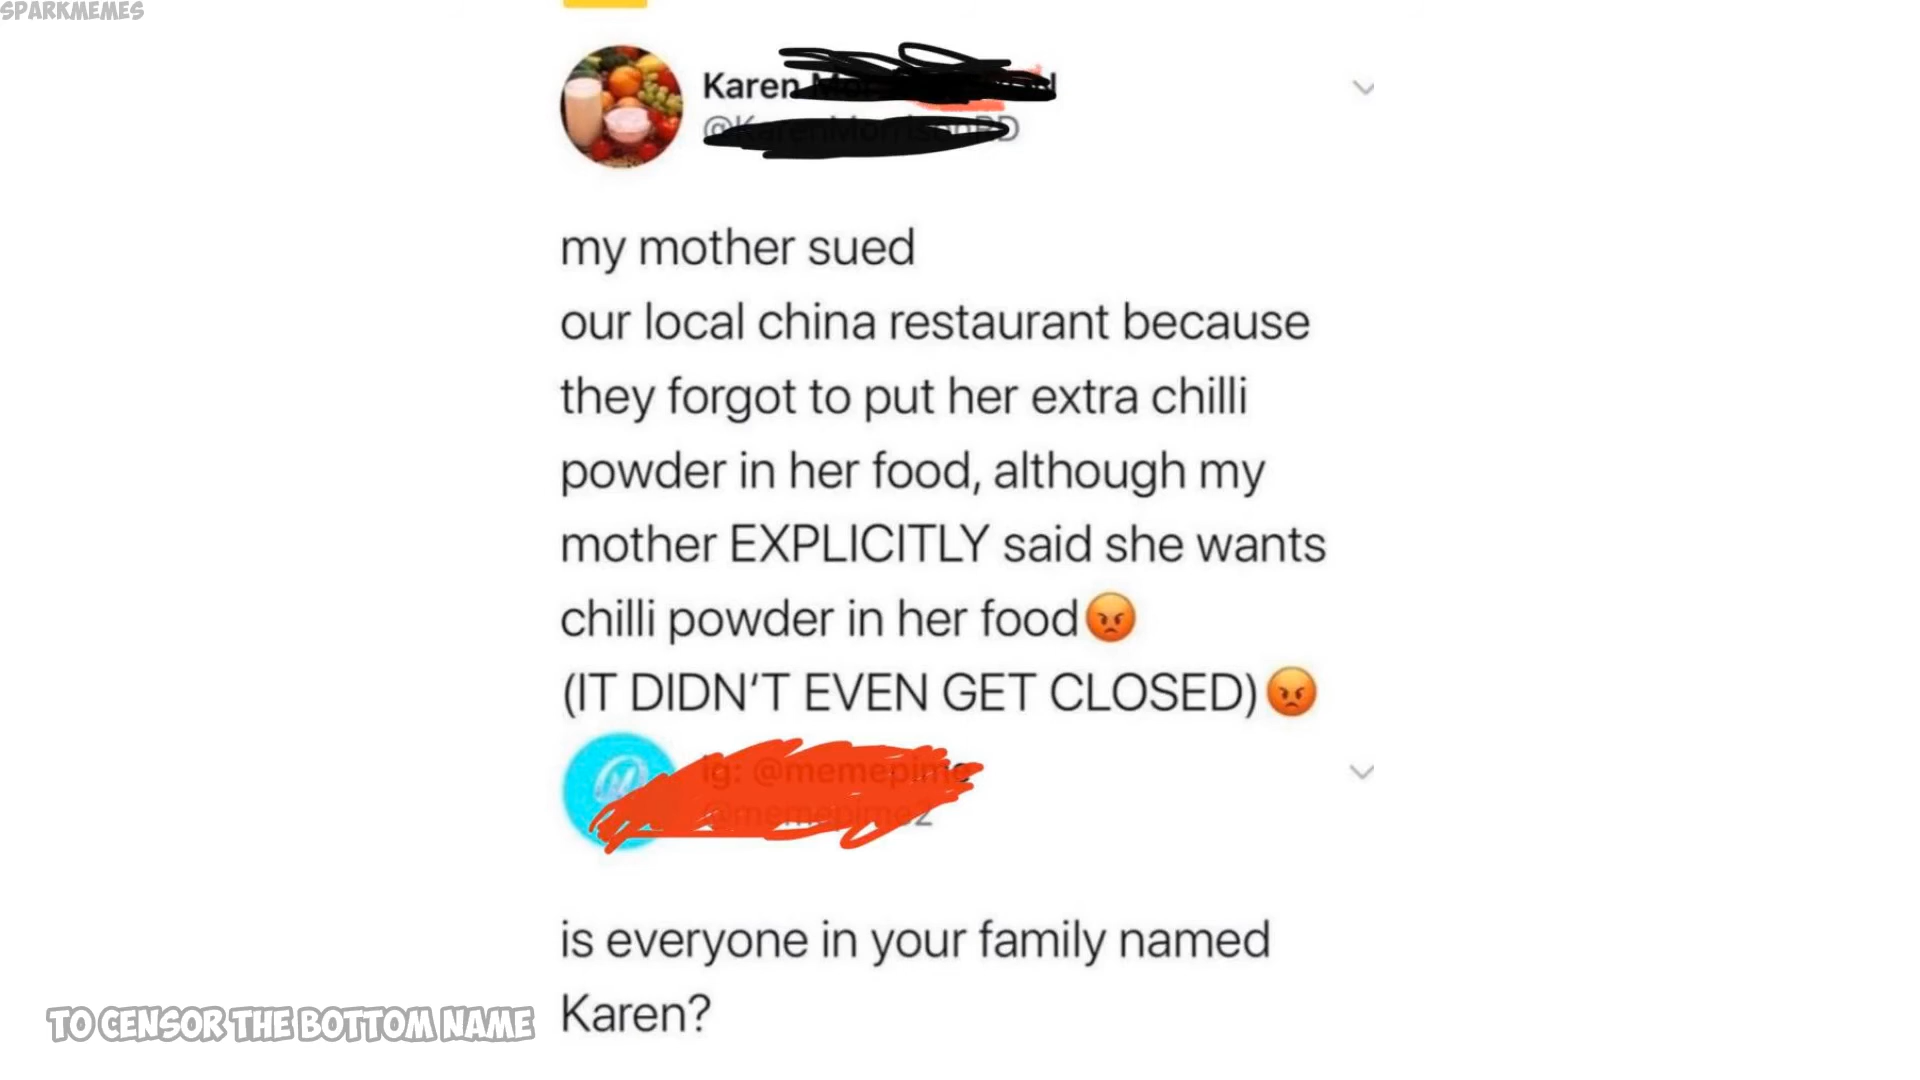 SPARKMEMES
Karen
my mother sued
our local china restaurant because
they forgot to put her extra chilli
powder in her food, although my
mother EXPLICITLY said she wants
chilli powder in her food😡
(IT DIDN'T EVEN GET CLOSED)😡
ig: @memepime
is everyone in your family named
Karen?
TO CENSOR THE BOTTOM NAME